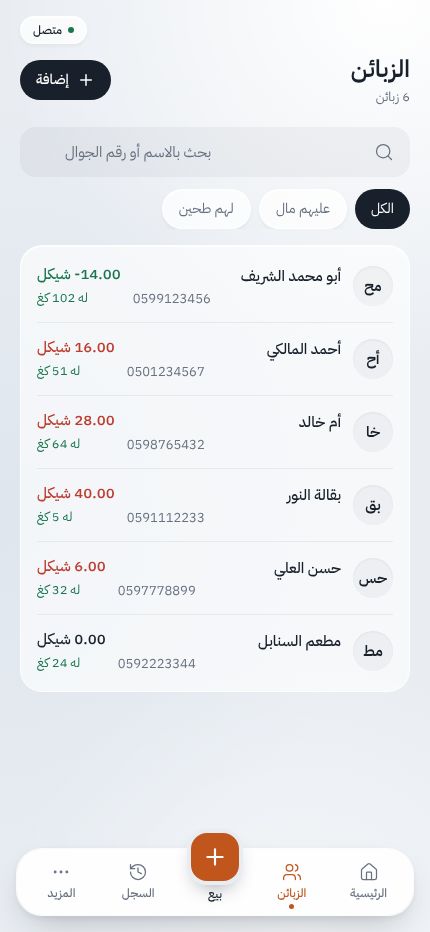 متصل
الزبائن
إضافة
6 زبائن
بحث بالاسم أو رقم الجوال
الكل
عليهم مال
لهم طحين
مح
أبو محمد الشريف
0599123456
-14.00 شيكل
له 102 كغ
أح
أحمد المالكي
0501234567
16.00 شيكل
له 51 كغ
خا
أم خالد
0598765432
28.00 شيكل
له 64 كغ
بق
بقالة النور
0591112233
40.00 شيكل
له 5 كغ
حس
حسن العلي
0597778899
6.00 شيكل
له 32 كغ
مط
مطعم السنابل
0592223344
0.00 شيكل
له 24 كغ
الرئيسية
الزبائن
بيع
السجل
المزيد